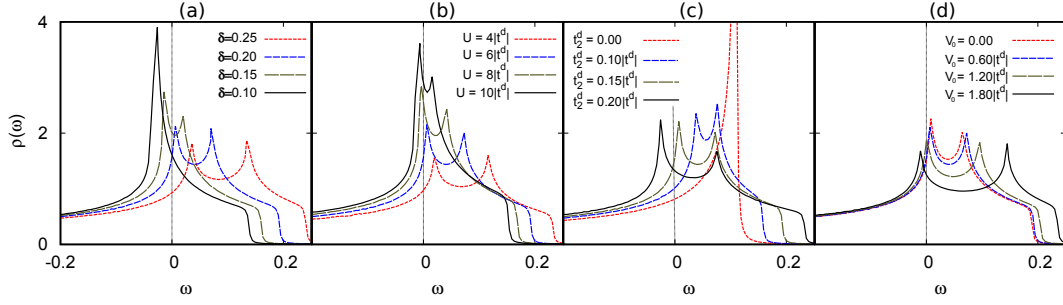 (a)
(b)
(c)
(d)
4
2
0
ρ(ω)
δ=0.25
δ=0.20
δ=0.15
δ=0.10
U = 4|t^d|
U = 6|t^d|
U = 8|t^d|
U = 10|t^d|
t_2^d = 0.00
t_2^d = 0.10|t^d|
t_2^d = 0.15|t^d|
t_2^d = 0.20|t^d|
V_0 = 0.00
V_0 = 0.60|t^d|
V_0 = 1.20|t^d|
V_0 = 1.80|t^d|
-0.2 0 0.2
0 0.2
0 0.2
0 0.2
ω ω ω ω